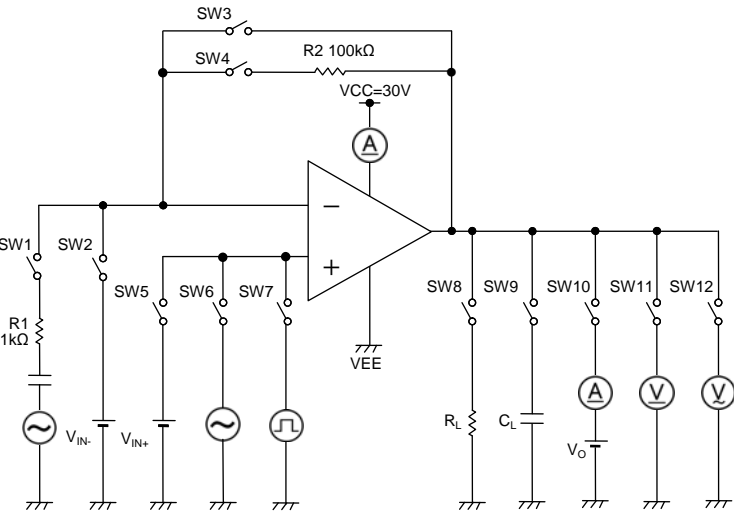 SW3
R2 100kΩ
SW4
VCC=30V
A
−
+
SW1
SW2
SW5
SW6
SW7
SW8
SW9
SW10
SW11
SW12
R1
1kΩ
VEE
A
V
V
VIN-
VIN+
RL
CL
VO